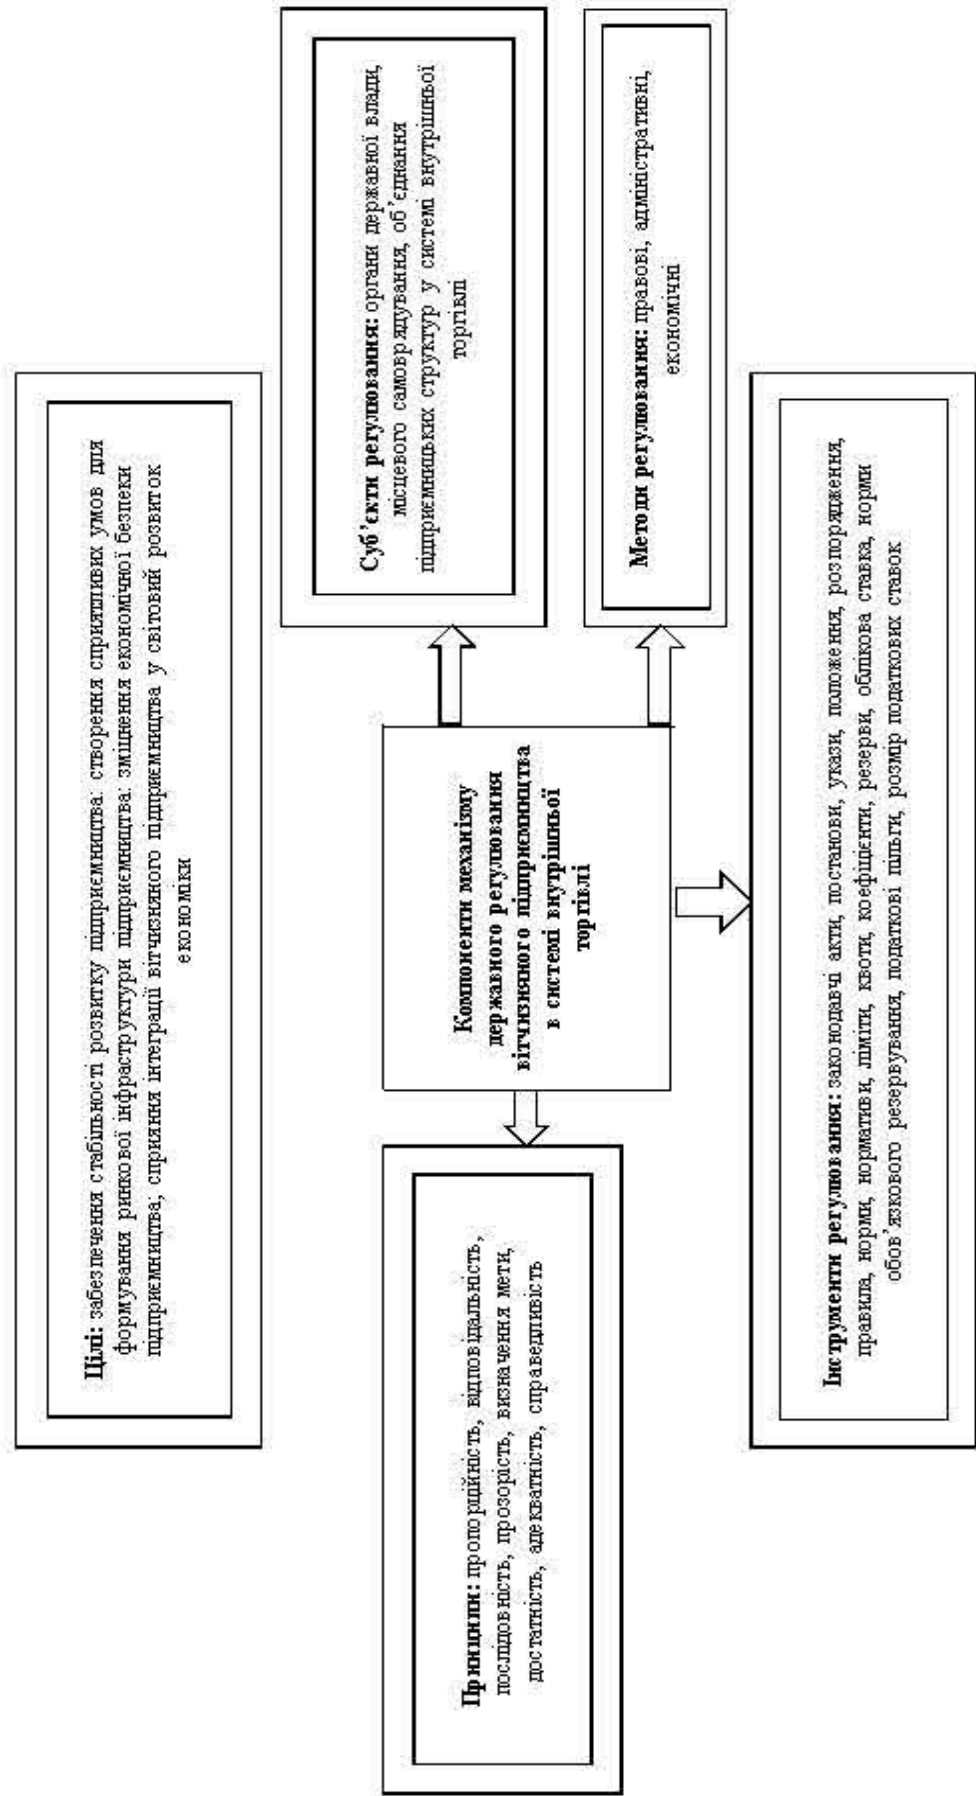 Цілі: забезпечення стабільності розвитку підприємництва: створення сприятливих умов для
формування ринкової інфраструктури підприємництва: зміцнення економічної безпеки
підприємництва; сприяння інтеграції вітчизняного підприємництва у світовий розвиток
економіки
Принципи: пропорційність, відповідальність,
послідовність, прозорість, визначення мети,
достатність, адекватність, справедливість
Компоненти механізму
державного регулювання
вітчизняного підприємництва
в системі внутрішньої
торгівлі
Суб'єкти регулювання: органи державної влади,
місцевого самоврядування, об'єднання
підприємницьких структур у системі внутрішньої
торгівлі
Методи регулювання: правові, адміністративні,
економічні
Інструменти регулювання: законодавчі акти, постанови, укази, положення, розпорядження,
правила, норми, нормативи, ліміти, квоти, коефіцієнти, резерви, облікова ставка, норми
обов'язкового резервування, податкові пільги, розмір податкових ставок